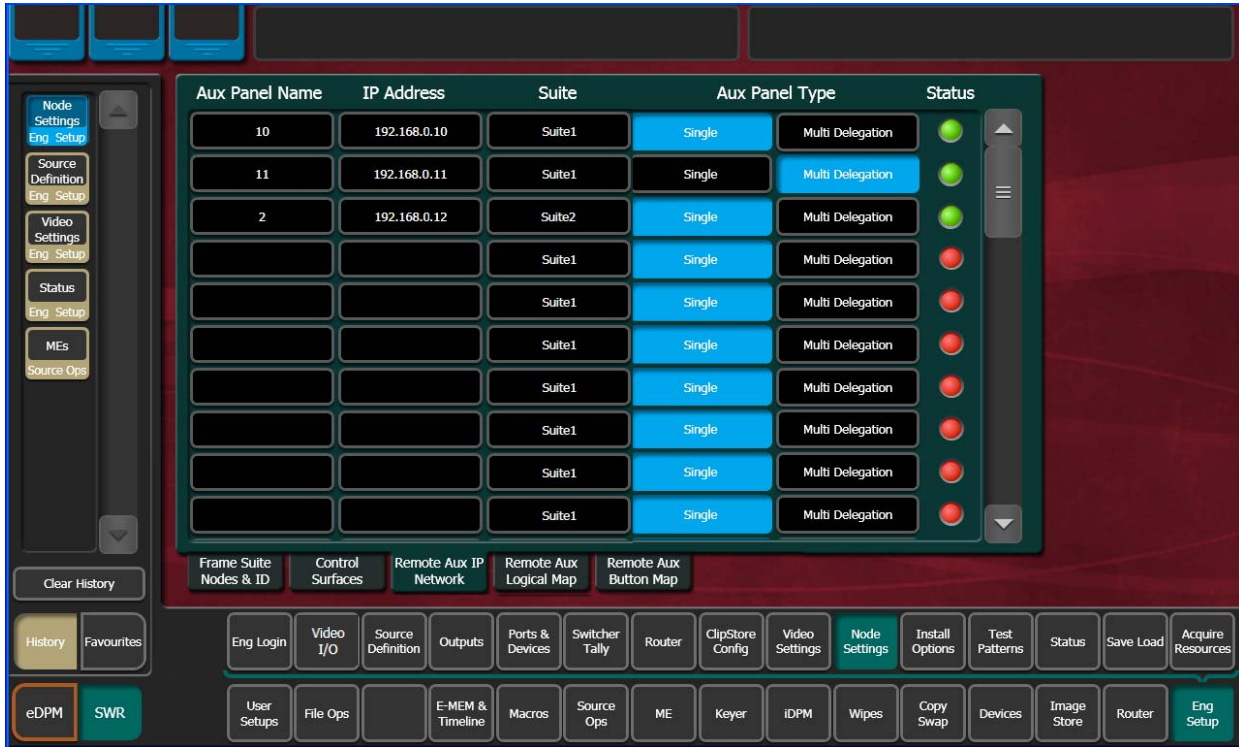 Aux Panel Name IP Address Suite Aux Panel Type Status
10 192.168.0.10 Suite1 Single Multi Delegation
11 192.168.0.11 Suite1 Single Multi Delegation
2 192.168.0.12 Suite2 Single Multi Delegation
Suite1 Single Multi Delegation
Suite1 Single Multi Delegation
Suite1 Single Multi Delegation
Suite1 Single Multi Delegation
Suite1 Single Multi Delegation
Suite1 Single Multi Delegation
Suite1 Single Multi Delegation
Node
Settings
Eng Setup
Source
Definition
Eng Setup
Video
Settings
Eng Setup
Status
Eng Setup
MEs
Source Ops
Clear History
History Favourites
eDPM SWR
Frame Suite
Nodes & ID
Control
Surfaces
Remote Aux IP
Network
Remote Aux
Logical Map
Remote Aux
Button Map
Eng Login
Video
I/O
Source
Definition
Outputs
Ports &
Devices
Switcher
Tally
Router
ClipStore
Config
Video
Settings
Node
Settings
Install
Options
Test
Patterns
Status
Save Load
Acquire
Resources
User
Setups
File Ops
E-MEM &
Timeline
Macros
Source
Ops
ME
Keyer
iDPM
Wipes
Copy
Swap
Devices
Image
Store
Router
Eng
Setup